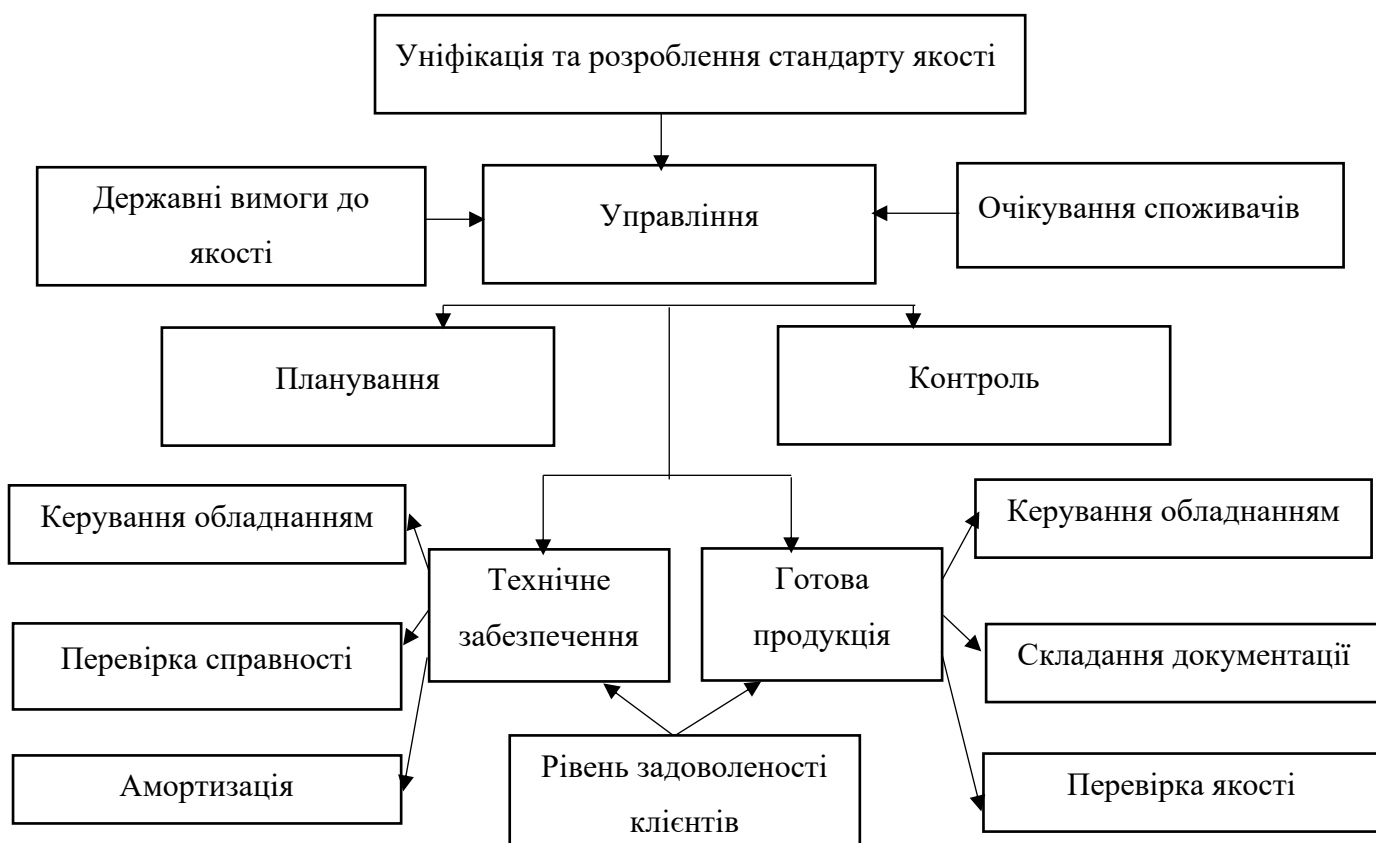 Уніфікація та розроблення стандарту якості
Державні вимоги до
якості
Управління
Очікування споживачів
Планування
Контроль
Керування обладнанням
Керування обладнанням
Технічне
забезпечення
Готова
продукція
Перевірка справності
Складання документації
Амортизація
Рівень задоволеності
клієнтів
Перевірка якості